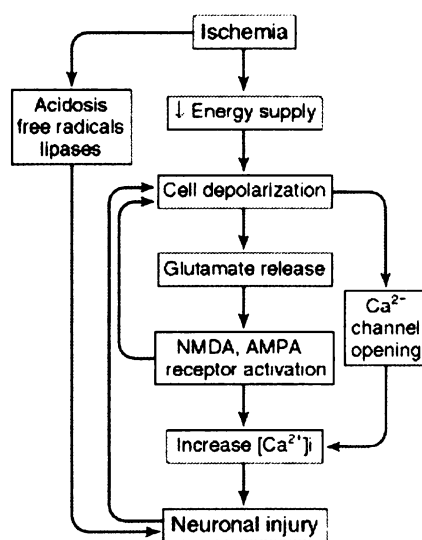 Ischemia
Acidosis
free radicals
lipases
↓ Energy supply
Cell depolarization
Glutamate release
Ca²⁻
channel
opening
NMDA, AMPA
receptor activation
Increase [Ca²⁺]i
Neuronal injury